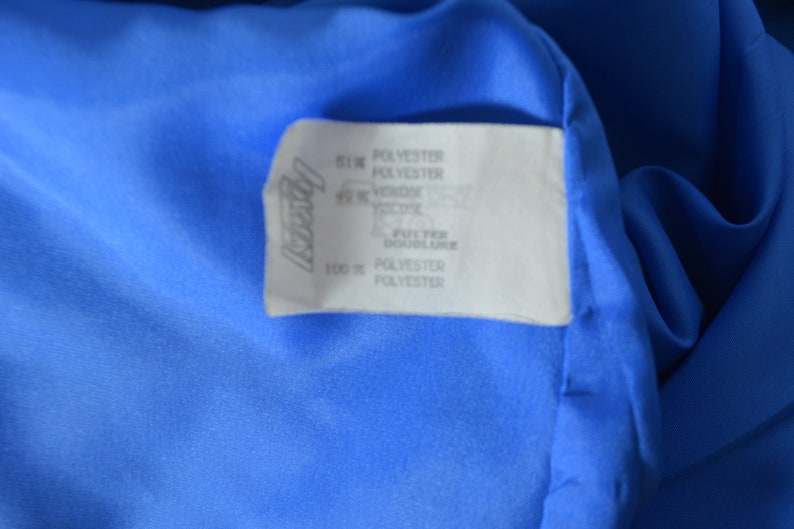 51% POLYESTER
POLYESTER
49% VISKOSE
VISCOSE
FUTTER
DOUBLURE
100% POLYESTER
POLYESTER